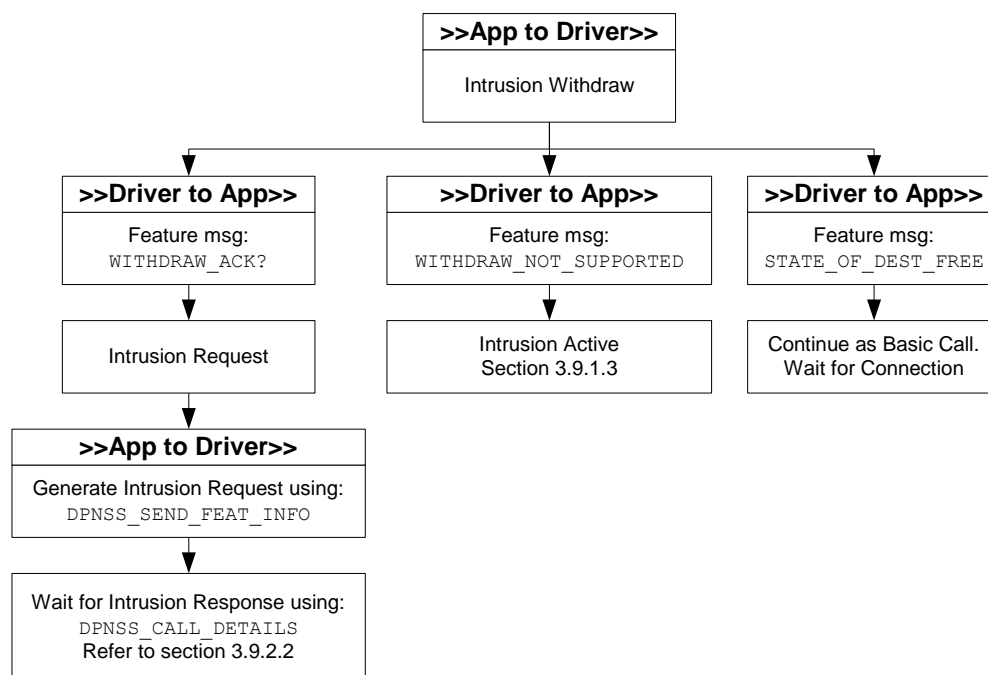 >>App to Driver>>
Intrusion Withdraw
>>Driver to App>>
Feature msg:
WITHDRAW_ACK?
Intrusion Request
>>App to Driver>>
Generate Intrusion Request using:
DPNSS_SEND_FEAT_INFO
Wait for Intrusion Response using:
DPNSS_CALL_DETAILS
Refer to section 3.9.2.2
>>Driver to App>>
Feature msg:
WITHDRAW_NOT_SUPPORTED
Intrusion Active
Section 3.9.1.3
>>Driver to App>>
Feature msg:
STATE_OF_DEST_FREE
Continue as Basic Call.
Wait for Connection